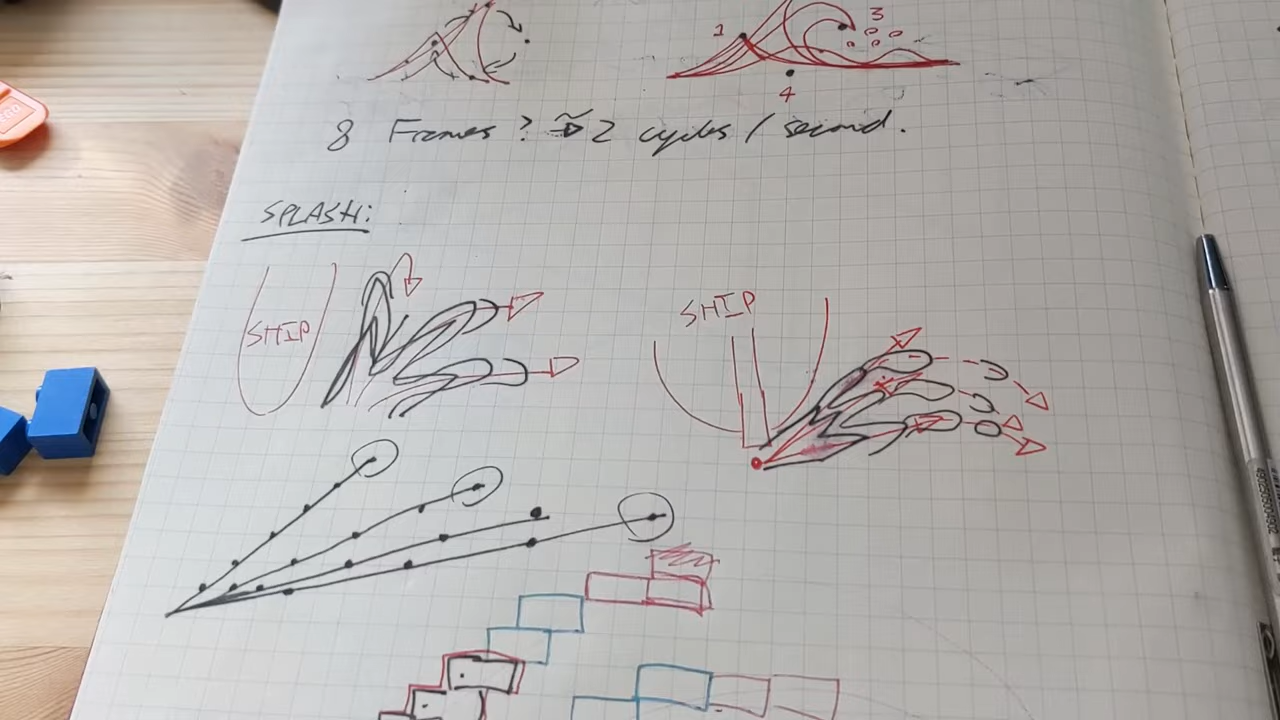 1
3
4
8 Frames? ⇒ 2 cycles / second.
SPLASH:
SHIP
SHIP